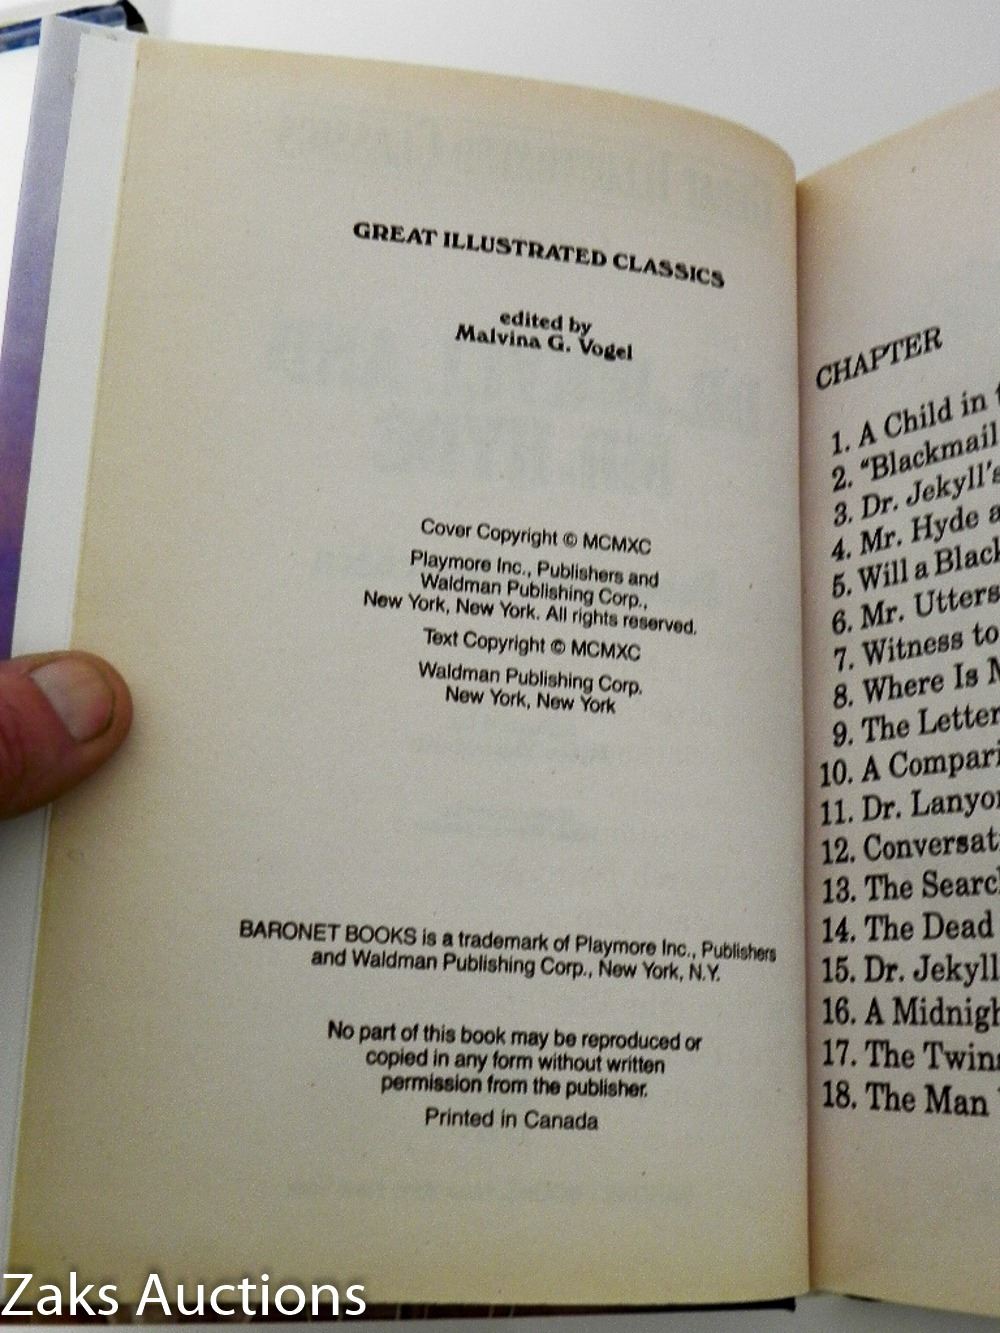 GREAT ILLUSTRATED CLASSICS
edited by
Malvina G. Vogel
Cover Copyright © MCMXC
Playmore Inc., Publishers and
Waldman Publishing Corp.,
New York, New York. All rights reserved.
Text Copyright © MCMXC
Waldman Publishing Corp.
New York, New York
BARONET BOOKS is a trademark of Playmore Inc., Publishers
and Waldman Publishing Corp., New York, N.Y.
No part of this book may be reproduced or
copied in any form without written
permission from the publisher.
Printed in Canada
CHAPTER
1. A Child in
2. “Blackmail
3. Dr. Jekyll's
4. Mr. Hyde
5. Will a
6. Mr.
7. Witness to
8. Where Is
9. The Letter
10. A
11. Dr.
12.
13. The
14. The Dead
15. Dr. Jekyll
16. A
17. The
18. The Man
Zaks Auctions